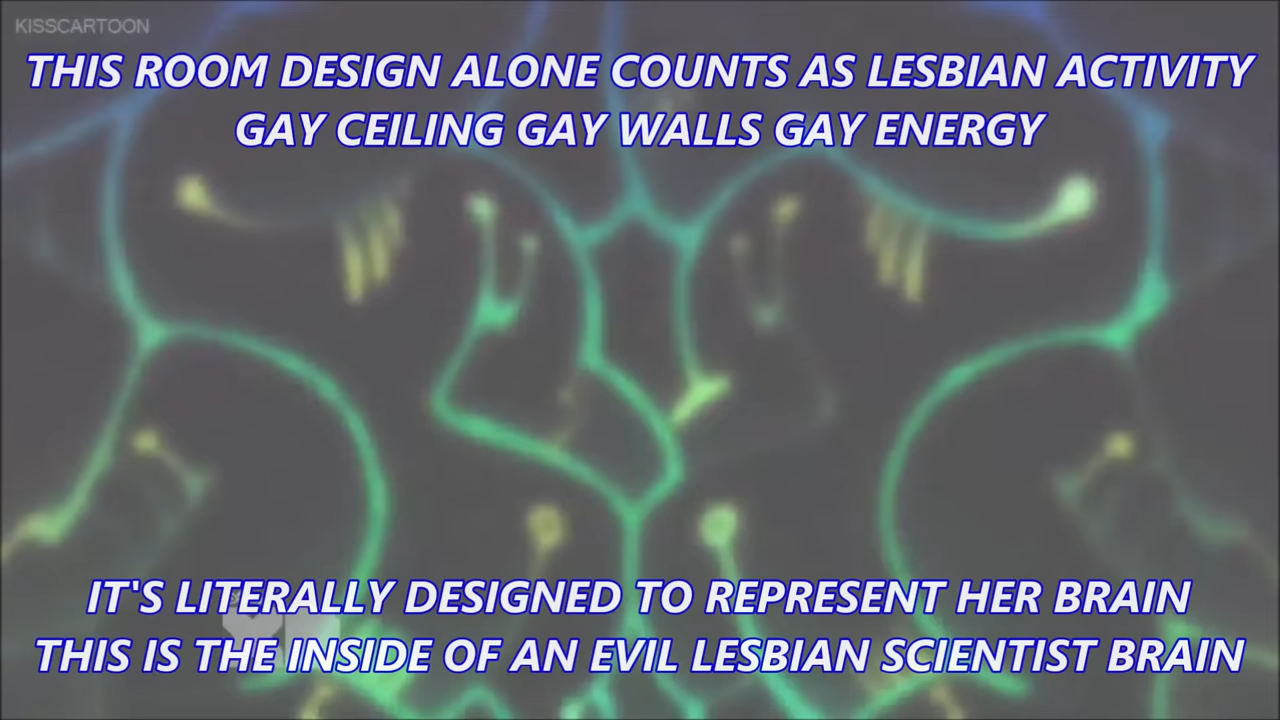 KISSCARTOON
THIS ROOM DESIGN ALONE COUNTS AS LESBIAN ACTIVITY
GAY CEILING GAY WALLS GAY ENERGY
IT'S LITERALLY DESIGNED TO REPRESENT HER BRAIN
THIS IS THE INSIDE OF AN EVIL LESBIAN SCIENTIST BRAIN